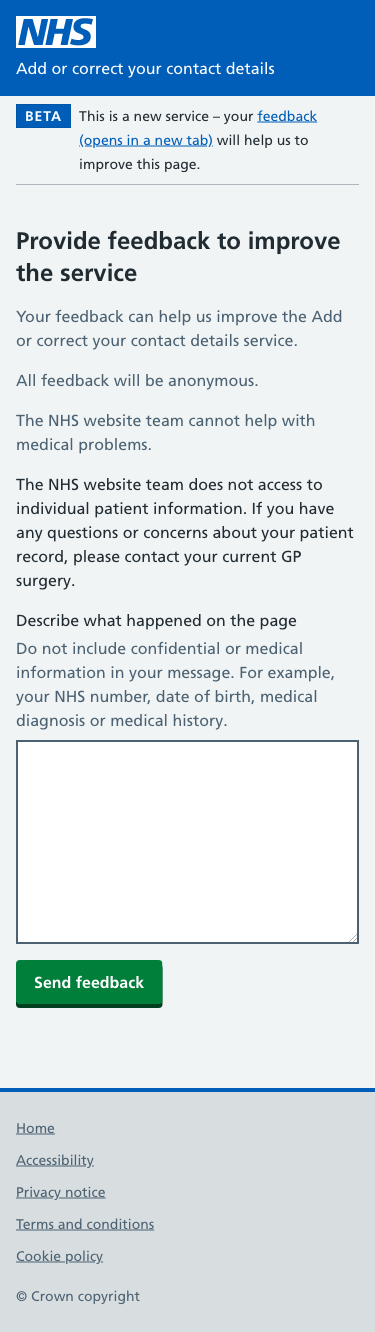 NHS
Add or correct your contact details
BETA
This is a new service – your feedback
(opens in a new tab) will help us to
improve this page.
Provide feedback to improve
the service
Your feedback can help us improve the Add
or correct your contact details service.
All feedback will be anonymous.
The NHS website team cannot help with
medical problems.
The NHS website team does not access to
individual patient information. If you have
any questions or concerns about your patient
record, please contact your current GP
surgery.
Describe what happened on the page
Do not include confidential or medical
information in your message. For example,
your NHS number, date of birth, medical
diagnosis or medical history.
Send feedback
Home
Accessibility
Privacy notice
Terms and conditions
Cookie policy
© Crown copyright